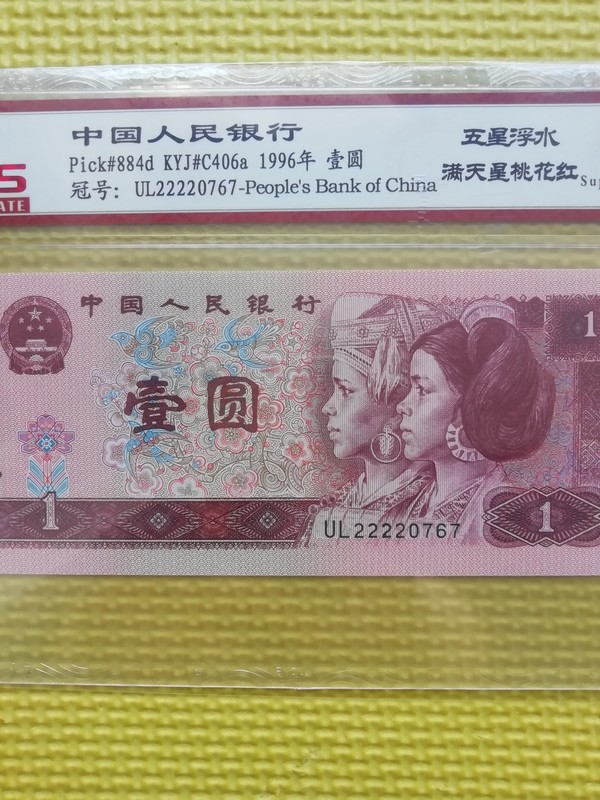 中国人民银行
五星浮水
Pick#884d KYJ#C406a 1996年 壹圆
满天星桃花红
冠号: UL22220767-People's Bank of China
中国人民银行
1
壹圆
1
1
UL22220767